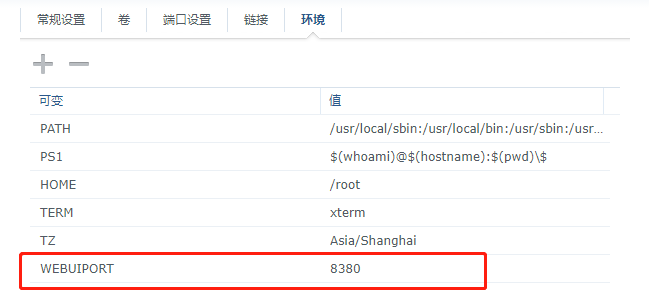 常规设置 卷 端口设置 链接 环境
可变 值
PATH /usr/local/sbin:/usr/local/bin:/usr/sbin:/usr...
PS1 $(whoami)@$(hostname):$(pwd)\$
HOME /root
TERM xterm
TZ Asia/Shanghai
WEBUIPORT 8380